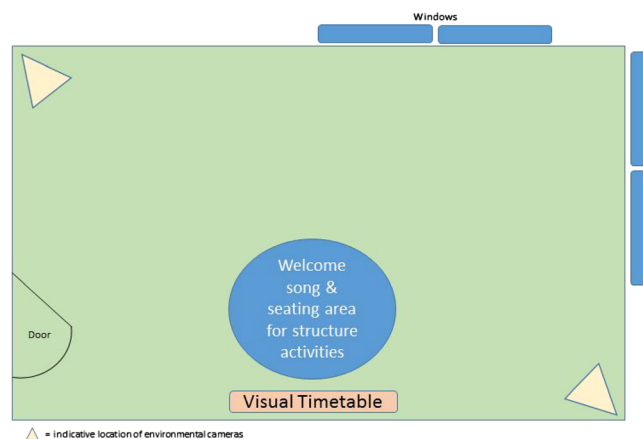 Windows
Welcome
song &
seating area
for structure
activities
Door
Visual Timetable
= indicative location of environmental cameras